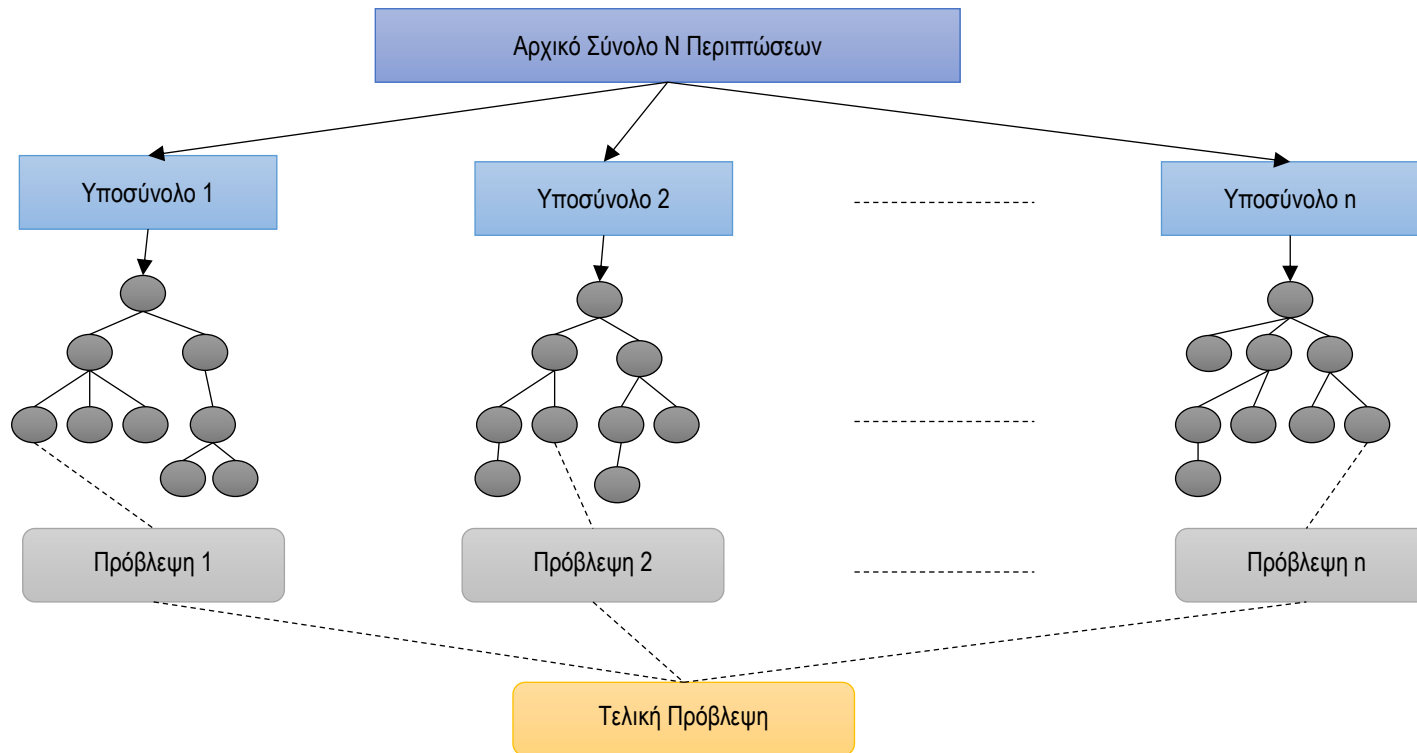 Αρχικό Σύνολο Ν Περιπτώσεων
Υποσύνολο 1
Υποσύνολο 2
Υποσύνολο n
Πρόβλεψη 1
Πρόβλεψη 2
Πρόβλεψη n
Τελική Πρόβλεψη